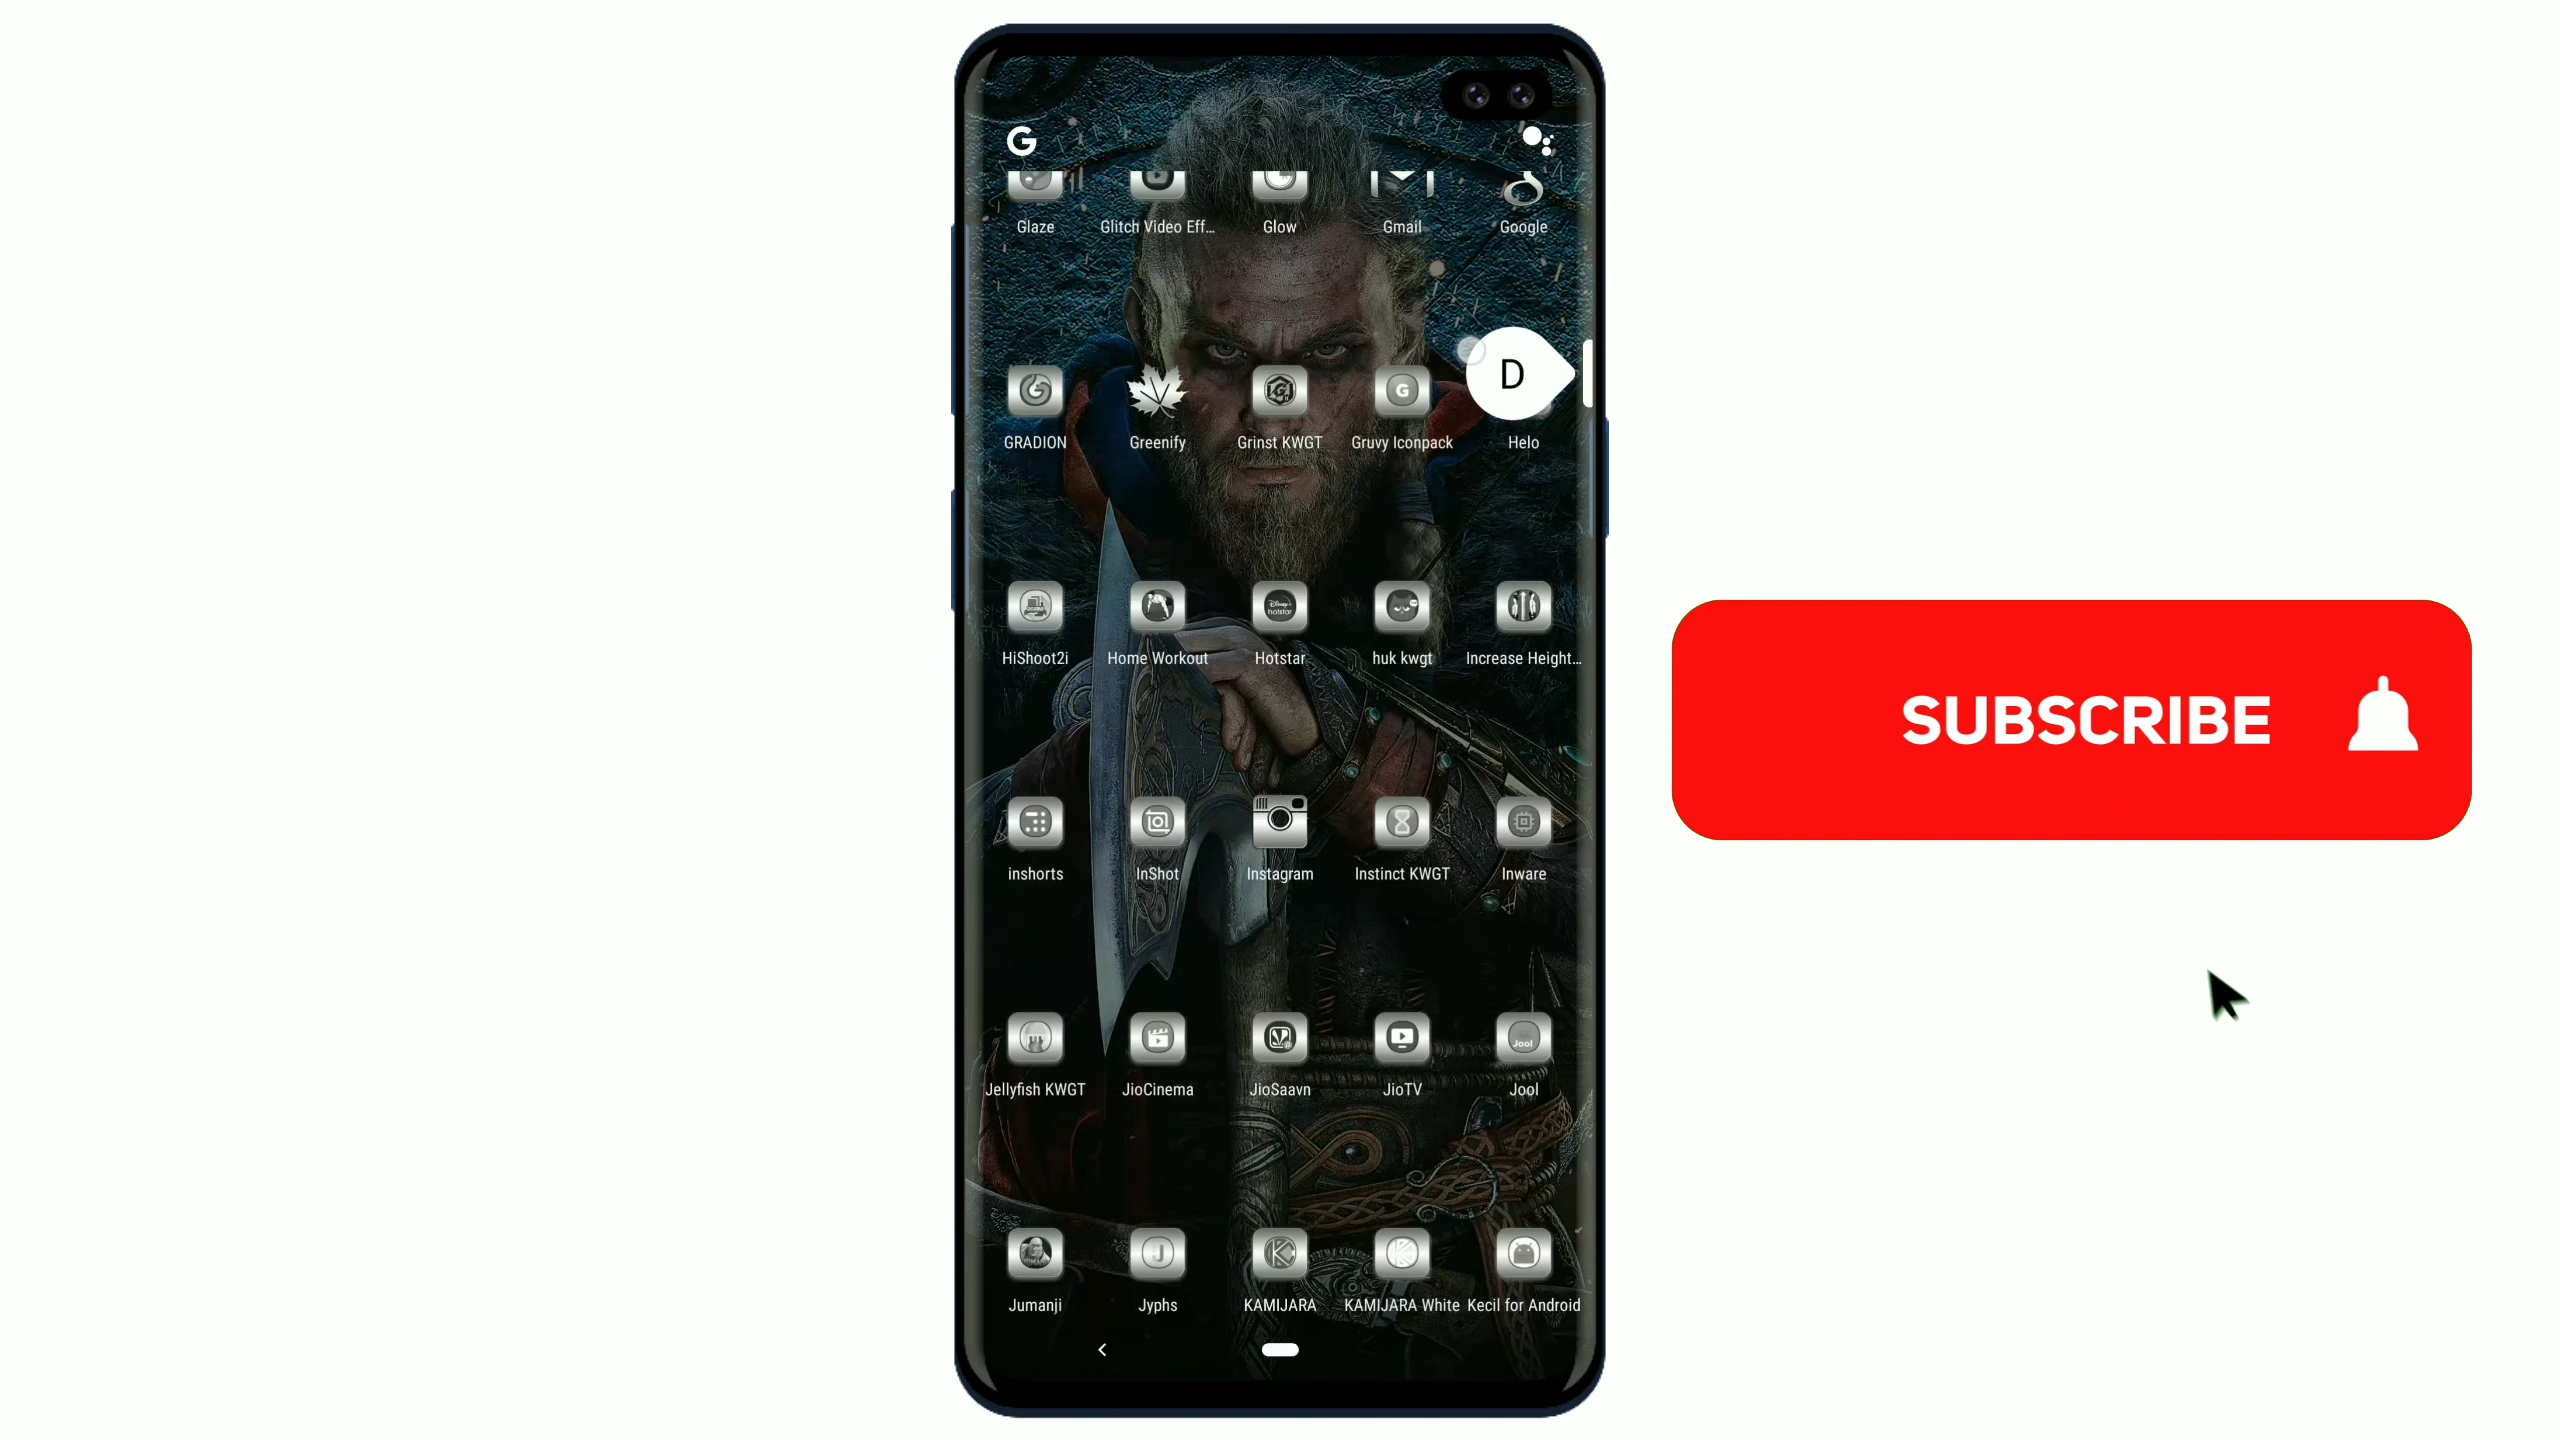 G
Glaze Glitch Video Eff... Glow Gmail Google
D
GRADION Greenify Grinst KWGT Gruvy Iconpack Helo
HiShoot2i Home Workout Hotstar huk kwgt Increase Height...
SUBSCRIBE
inshorts InShot Instagram Instinct KWGT Inware
Jellyfish KWGT JioCinema JioSaavn JioTV Jool
Jumanji Jyphs KAMIJARA KAMIJARA White Kecil for Android